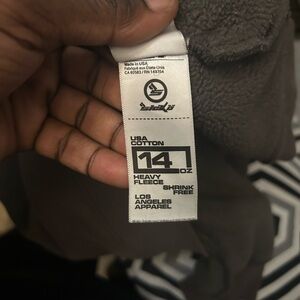 Made in USA
Fabriqué aux États-Unis
CA 60583 / RN 149704
USA
COTTON
14
OZ
HEAVY
FLEECE
SHRINK
FREE
LOS
ANGELES
APPAREL